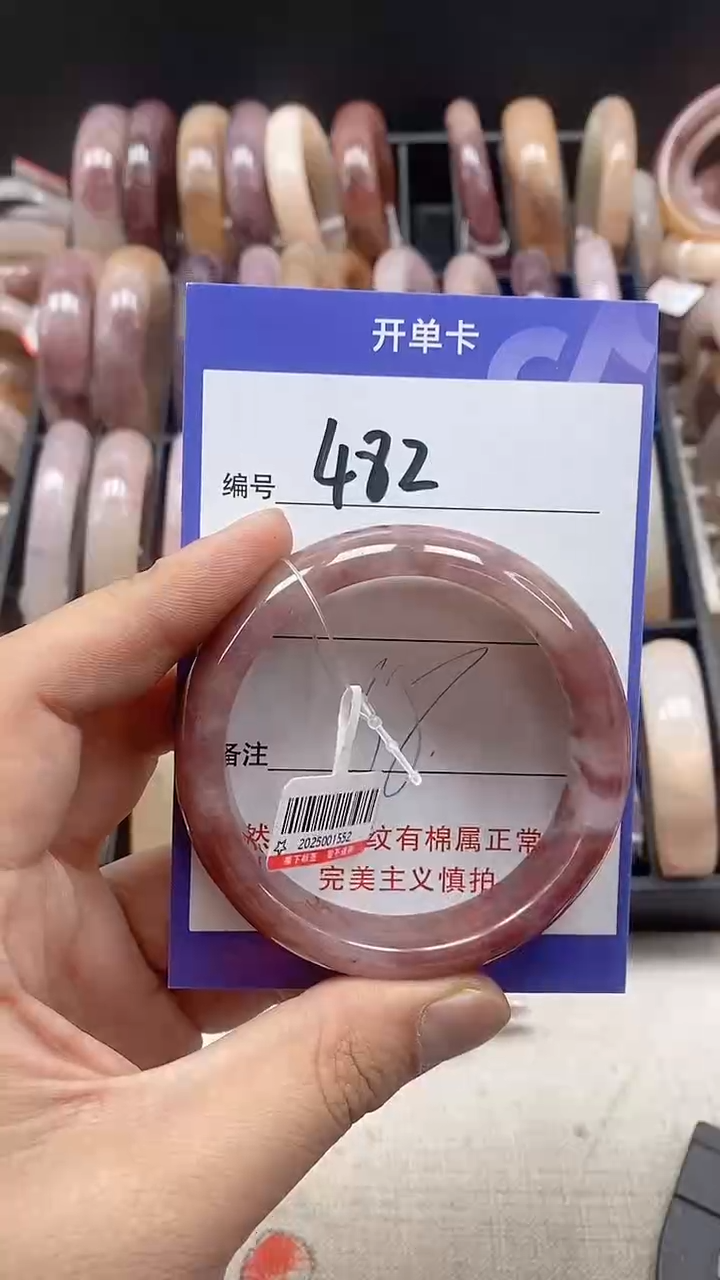 开单卡
编号 482
备注
2025001552
然 纹有棉属正常
完美主义慎拍